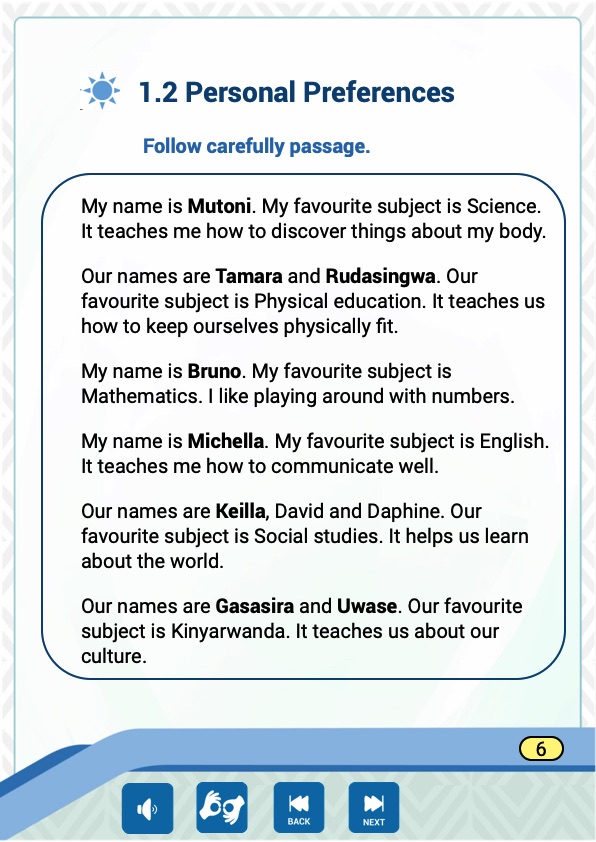 1.2 Personal Preferences
Follow carefully passage.
My name is Mutoni. My favourite subject is Science.
It teaches me how to discover things about my body.
Our names are Tamara and Rudasingwa. Our
favourite subject is Physical education. It teaches us
how to keep ourselves physically fit.
My name is Bruno. My favourite subject is
Mathematics. I like playing around with numbers.
My name is Michella. My favourite subject is English.
It teaches me how to communicate well.
Our names are Keilla, David and Daphine. Our
favourite subject is Social studies. It helps us learn
about the world.
Our names are Gasasira and Uwase. Our favourite
subject is Kinyarwanda. It teaches us about our
culture.
6
BACK
NEXT